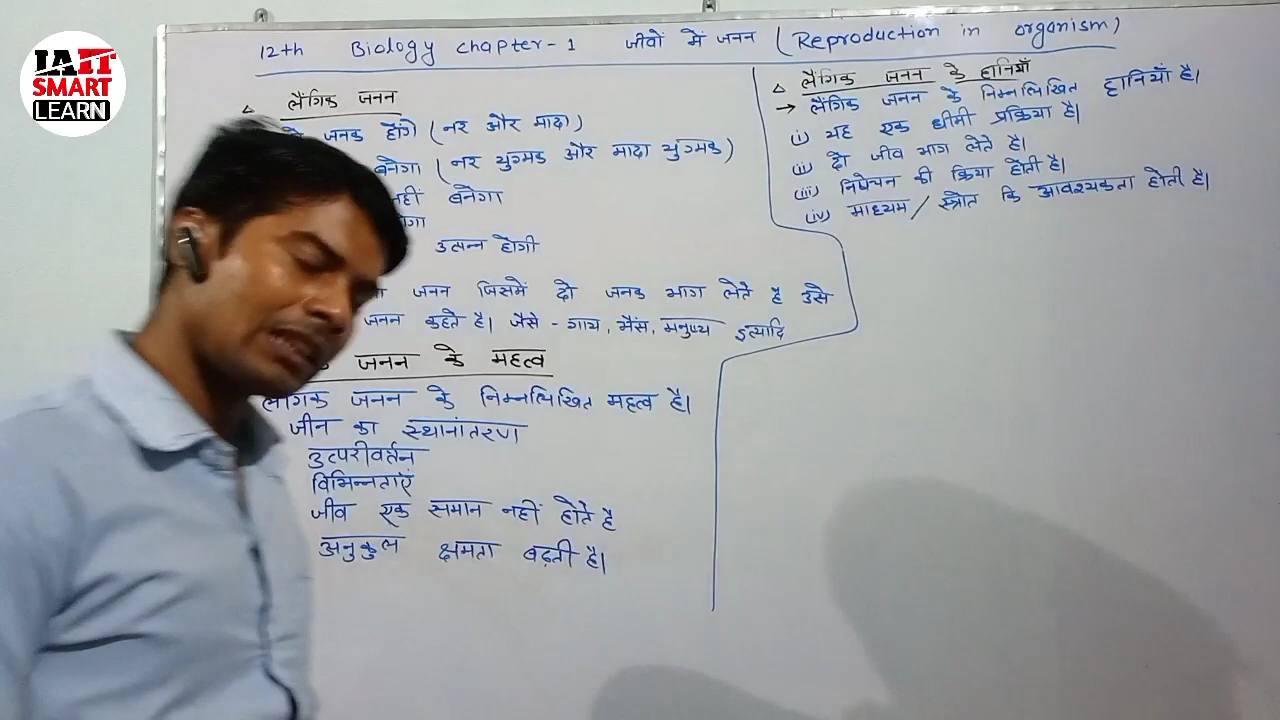 IAIT
SMART
LEARN
12th Biology chapter-1 जीवों में जनन (Reproduction in organism)
△ लैंगिक जनन
जनक होंगे (नर और मादा)
बनेगा (नर युग्मक और मादा युग्मक)
नहीं बनेगा
उत्पन्न होगी
जनन जिसमें दो जनक भाग लेते है उसे
जनन कहते है। जैसे - गाय, भैंस, मनुष्य इत्यादि
जनन के महत्व
लैंगिक जनन के निम्नलिखित महत्व है।
जीन का स्थानांतरण
उत्परीवर्तन
विभिन्नताएँ
जीव एक समान नहीं होते है
अनुकुल क्षमता बढ़ती है।
△ लैंगिक जनन के हानियाँ
→ लैंगिक जनन के निम्नलिखित हानियाँ है।
(i) यह एक धीमी प्रक्रिया है।
(ii) दो जीव भाग लेते है।
(iii) निषेचन की क्रिया होती है।
(iv) माध्यम / स्त्रोत कि आवश्यकता होती है।